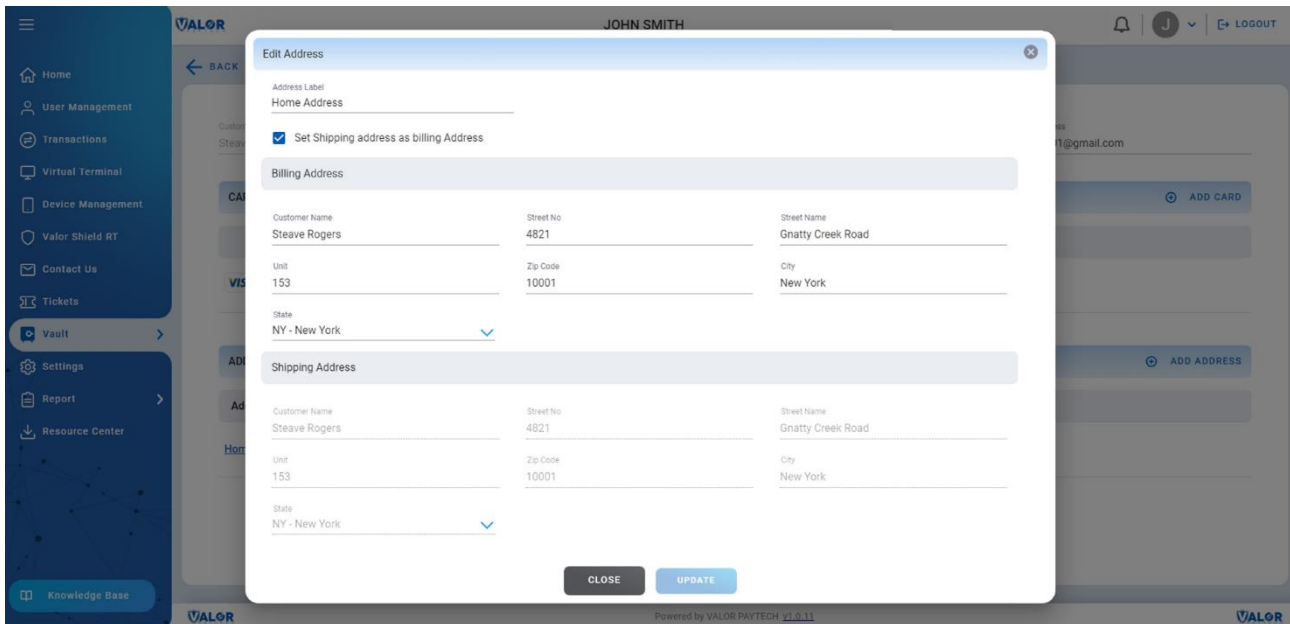 VALOR
JOHN SMITH
J
LOGOUT
Home
User Management
Transactions
Virtual Terminal
Device Management
Valor Shield RT
Contact Us
Tickets
Vault
Settings
Report
Resource Center
Knowledge Base
BACK
Edit Address
Address Label
Home Address
Set Shipping address as billing Address
Billing Address
Customer Name Street No Street Name
Steave Rogers 4821 Gnatty Creek Road
Unit Zip Code City
153 10001 New York
State
NY - New York
Shipping Address
Customer Name Street No Street Name
Steave Rogers 4821 Gnatty Creek Road
Unit Zip Code City
153 10001 New York
State
NY - New York
CLOSE UPDATE
@gmail.com
ADD CARD
ADD ADDRESS
VALOR
Powered by VALOR PAYTECH v1.0.11
VALOR